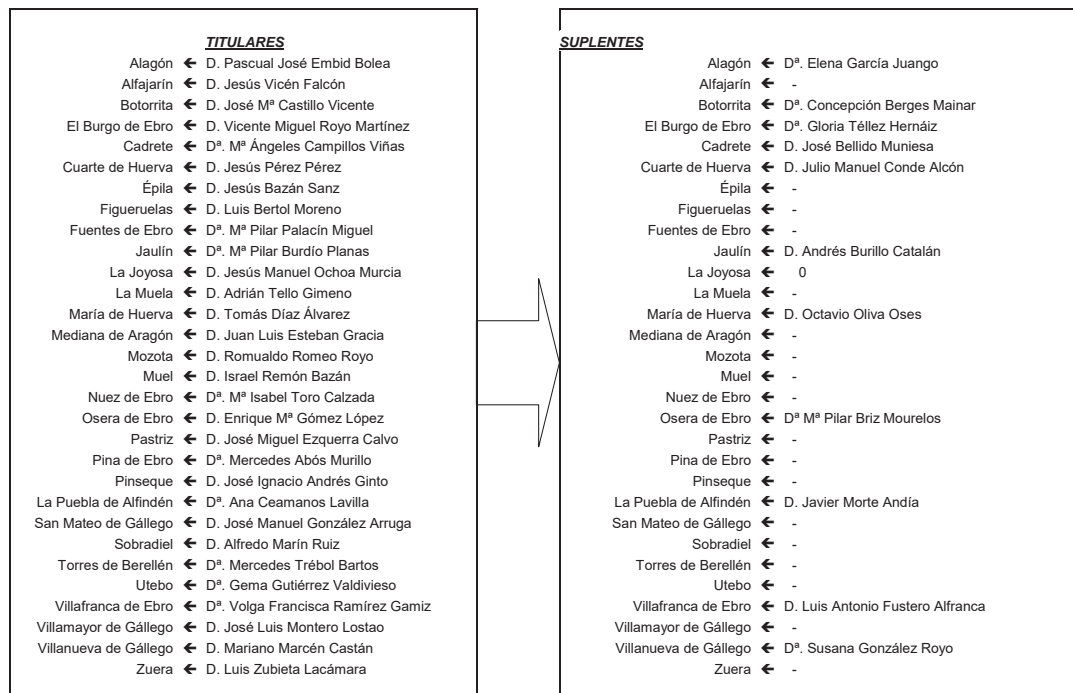 TITULARES
Alagón ← D. Pascual José Embid Bolea
Alfajarín ← D. Jesús Vicén Falcón
Botorrita ← D. José Mª Castillo Vicente
El Burgo de Ebro ← D. Vicente Miguel Royo Martínez
Cadrete ← Dª. Mª Ángeles Campillos Viñas
Cuarte de Huerva ← D. Jesús Pérez Pérez
Épila ← D. Jesús Bazán Sanz
Figueruelas ← D. Luis Bertol Moreno
Fuentes de Ebro ← Dª. Mª Pilar Palacín Miguel
Jaulín ← Dª. Mª Pilar Burdío Planas
La Joyosa ← D. Jesús Manuel Ochoa Murcia
La Muela ← D. Adrián Tello Gimeno
María de Huerva ← D. Tomás Díaz Álvarez
Mediana de Aragón ← D. Juan Luis Esteban Gracia
Mozota ← D. Romualdo Romeo Royo
Muel ← D. Israel Remón Bazán
Nuez de Ebro ← Dª. Mª Isabel Toro Calzada
Osera de Ebro ← D. Enrique Mª Gómez López
Pastriz ← D. José Miguel Ezquerra Calvo
Pina de Ebro ← Dª. Mercedes Abós Murillo
Pinseque ← D. José Ignacio Andrés Ginto
La Puebla de Alfindén ← Dª. Ana Ceamanos Lavilla
San Mateo de Gállego ← D. José Manuel González Arruga
Sobradiel ← D. Alfredo Marín Ruiz
Torres de Berellén ← Dª. Mercedes Trébol Bartos
Utebo ← Dª. Gema Gutiérrez Valdivieso
Villafranca de Ebro ← Dª. Volga Francisca Ramírez Gamiz
Villamayor de Gállego ← D. José Luis Montero Lostao
Villanueva de Gállego ← D. Mariano Marcén Castán
Zuera ← D. Luis Zubieta Lacámara
SUPLENTES
Alagón ← Dª. Elena García Juango
Alfajarín ← -
Botorrita ← Dª. Concepción Berges Mainar
El Burgo de Ebro ← Dª. Gloria Téllez Hernáiz
Cadrete ← D. José Bellido Muniesa
Cuarte de Huerva ← D. Julio Manuel Conde Alcón
Épila ← -
Figueruelas ← -
Fuentes de Ebro ← -
Jaulín ← D. Andrés Burillo Catalán
La Joyosa ← 0
La Muela ← -
María de Huerva ← D. Octavio Oliva Oses
Mediana de Aragón ← -
Mozota ← -
Muel ← -
Nuez de Ebro ← -
Osera de Ebro ← Dª Mª Pilar Briz Mourelos
Pastriz ← -
Pina de Ebro ← -
Pinseque ← -
La Puebla de Alfindén ← D. Javier Morte Andía
San Mateo de Gállego ← -
Sobradiel ← -
Torres de Berellén ← -
Utebo ← -
Villafranca de Ebro ← D. Luis Antonio Fustero Alfranca
Villamayor de Gállego ← -
Villanueva de Gállego ← Dª. Susana González Royo
Zuera ← -